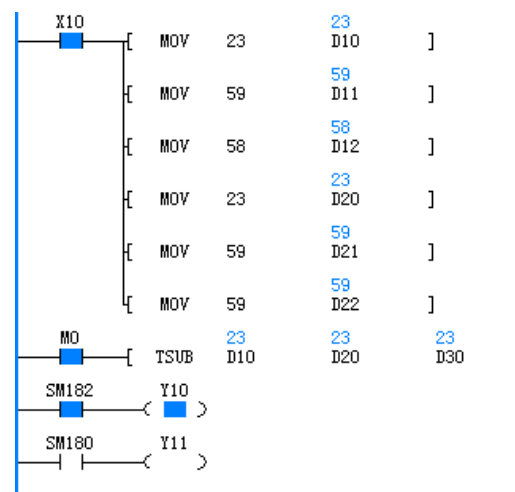 X10 23
[ MOV 23 D10 ]
59
[ MOV 59 D11 ]
58
[ MOV 58 D12 ]
23
[ MOV 23 D20 ]
59
[ MOV 59 D21 ]
59
[ MOV 59 D22 ]
M0 23 23 23
[ TSUB D10 D20 D30
SM182 Y10
( )
SM180 Y11
( )